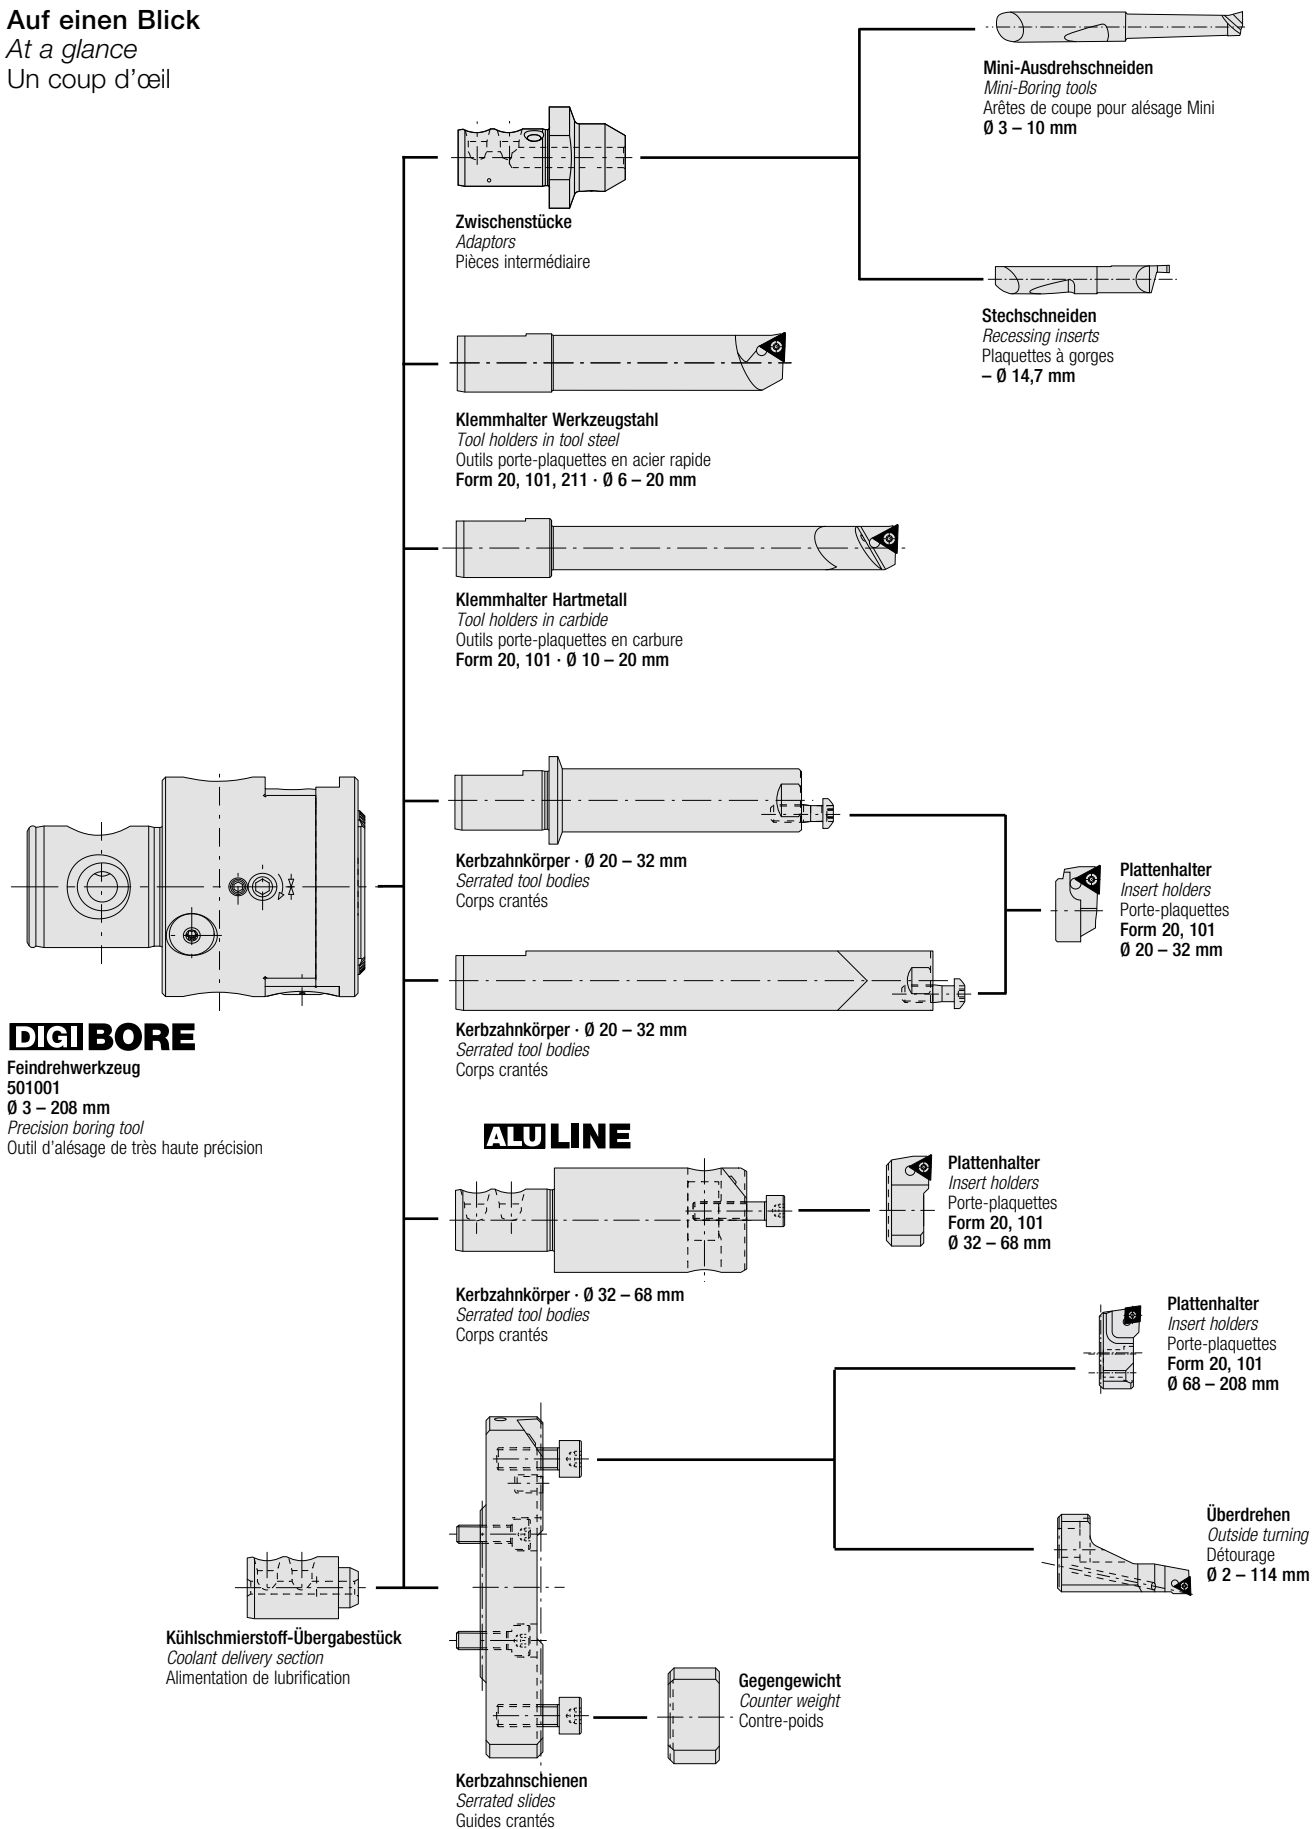 Auf einen Blick
At a glance
Un coup d'œil
Mini-Ausdrehschneiden
Mini-Boring tools
Arêtes de coupe pour alésage Mini
Ø 3 – 10 mm
Zwischenstücke
Adaptors
Pièces intermédiaire
Stechschneiden
Recessing inserts
Plaquettes à gorges
– Ø 14,7 mm
Klemmhalter Werkzeugstahl
Tool holders in tool steel
Outils porte-plaquettes en acier rapide
Form 20, 101, 211 · Ø 6 – 20 mm
Klemmhalter Hartmetall
Tool holders in carbide
Outils porte-plaquettes en carbure
Form 20, 101 · Ø 10 – 20 mm
Kerbzahnkörper · Ø 20 – 32 mm
Serrated tool bodies
Corps crantés
Plattenhalter
Insert holders
Porte-plaquettes
Form 20, 101
Ø 20 – 32 mm
Kerbzahnkörper · Ø 20 – 32 mm
Serrated tool bodies
Corps crantés
DIGI BORE
Feindrehwerkzeug
501001
Ø 3 – 208 mm
Precision boring tool
Outil d'alésage de très haute précision
ALU LINE
Plattenhalter
Insert holders
Porte-plaquettes
Form 20, 101
Ø 32 – 68 mm
Kerbzahnkörper · Ø 32 – 68 mm
Serrated tool bodies
Corps crantés
Plattenhalter
Insert holders
Porte-plaquettes
Form 20, 101
Ø 68 – 208 mm
Überdrehen
Outside turning
Détourage
Ø 2 – 114 mm
Kühlschmierstoff-Übergabestück
Coolant delivery section
Alimentation de lubrification
Gegengewicht
Counter weight
Contre-poids
Kerbzahnschienen
Serrated slides
Guides crantés